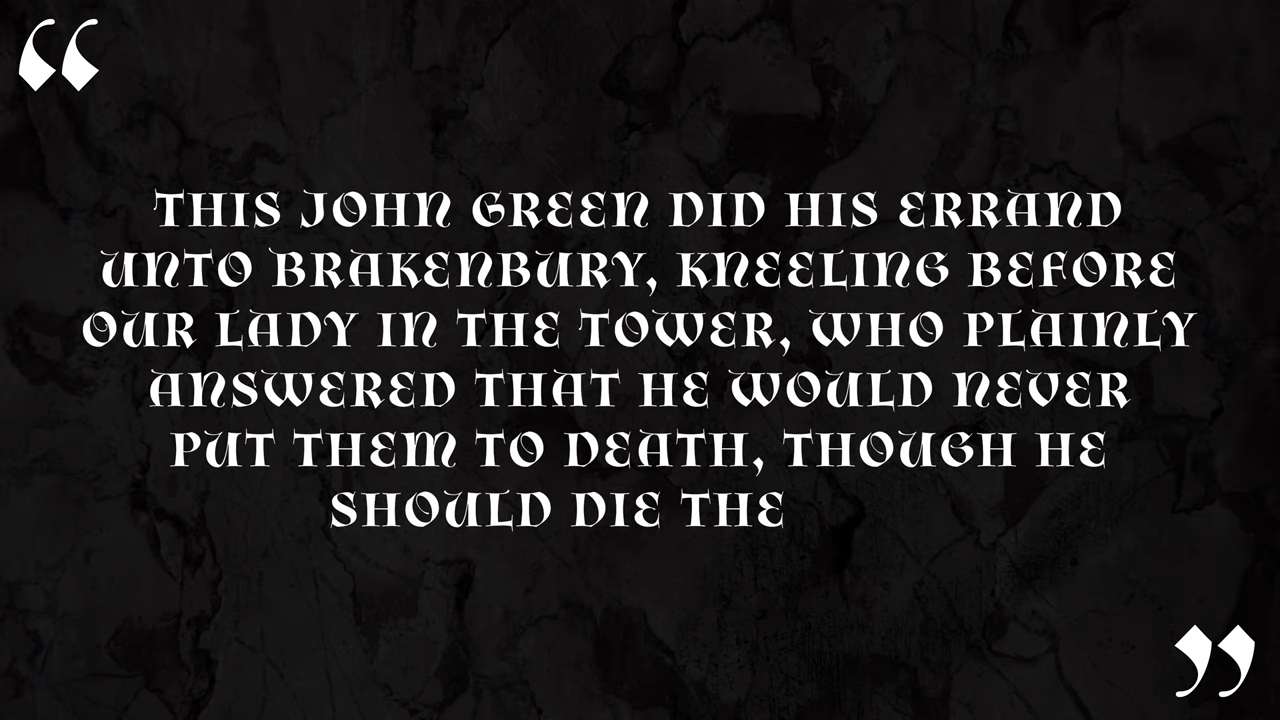 “
THIS JOHN GREEN DID HIS ERRAND
UNTO BRAKENBURY, KNEELING BEFORE
OUR LADY IN THE TOWER, WHO PLAINLY
ANSWERED THAT HE WOULD NEVER
PUT THEM TO DEATH, THOUGH HE
SHOULD DIE THE
”